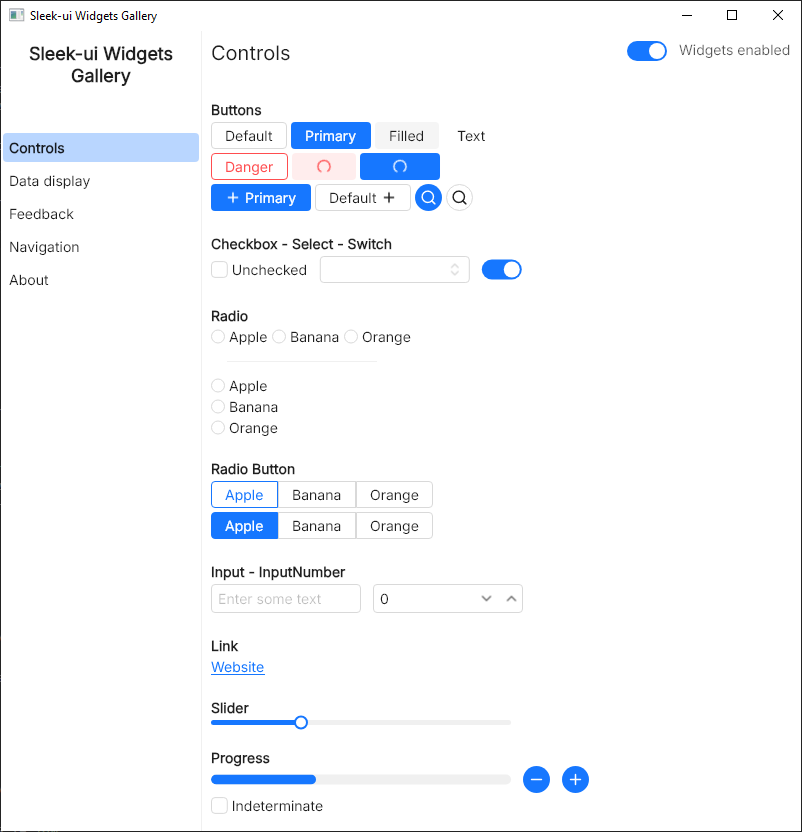 Sleek-ui Widgets Gallery
Sleek-ui Widgets
Gallery
Controls
Data display
Feedback
Navigation
About
Controls
Widgets enabled
Buttons
Default Primary Filled Text
Danger
Primary Default
Checkbox - Select - Switch
Unchecked
Radio
Apple Banana Orange
Apple
Banana
Orange
Radio Button
Apple Banana Orange
Apple Banana Orange
Input - InputNumber
Enter some text 0
Link
Website
Slider
Progress
Indeterminate